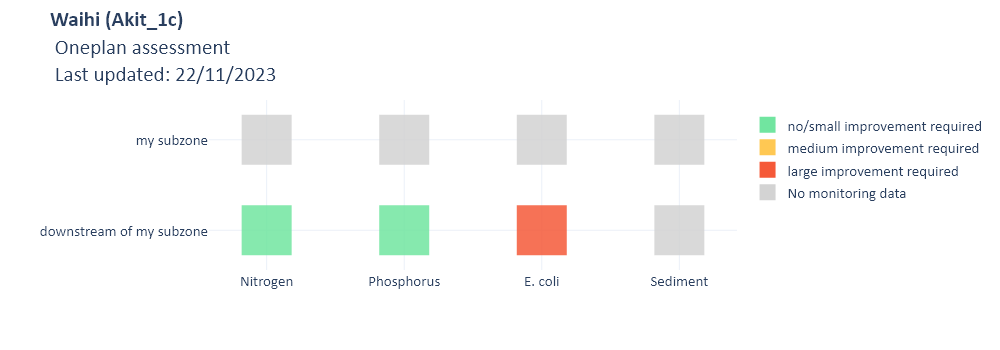 Waihi (Akit_1c)
Oneplan assessment
Last updated: 22/11/2023
my subzone
downstream of my subzone
Nitrogen
Phosphorus
E. coli
Sediment
no/small improvement required
medium improvement required
large improvement required
No monitoring data